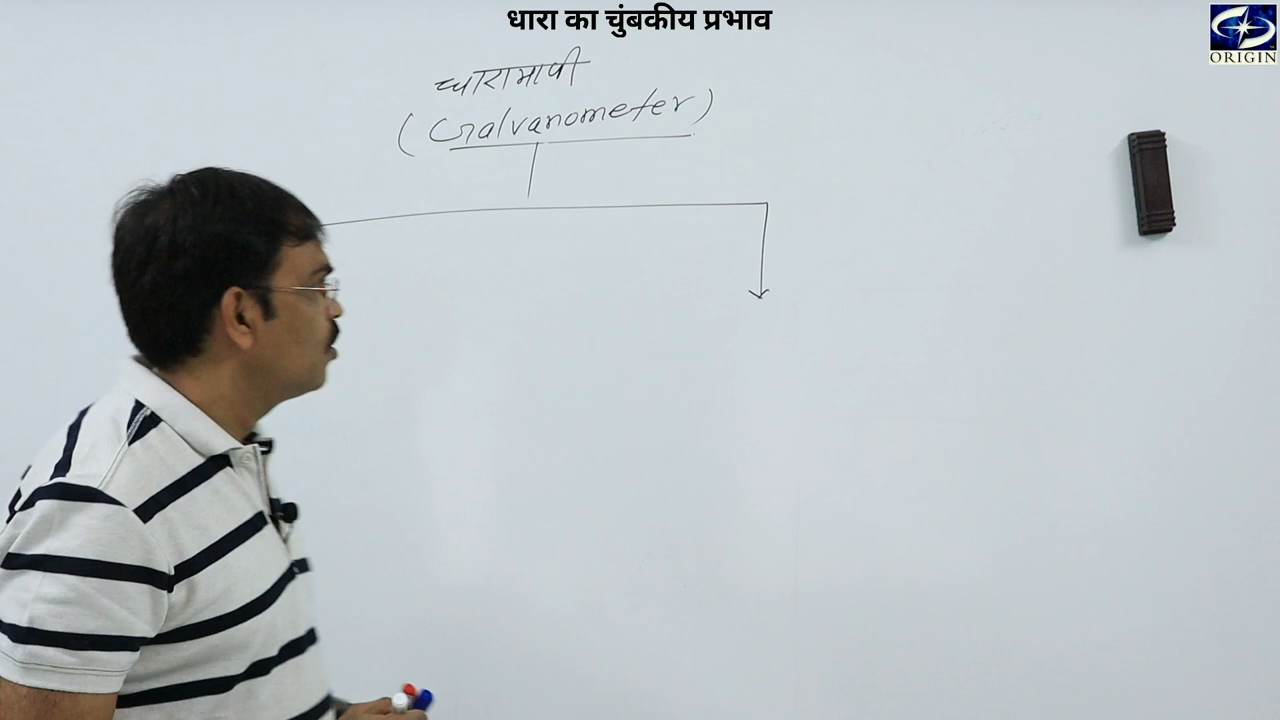 धारा का चुंबकीय प्रभाव
ORIGIN
धारामापी
(Galvanometer)